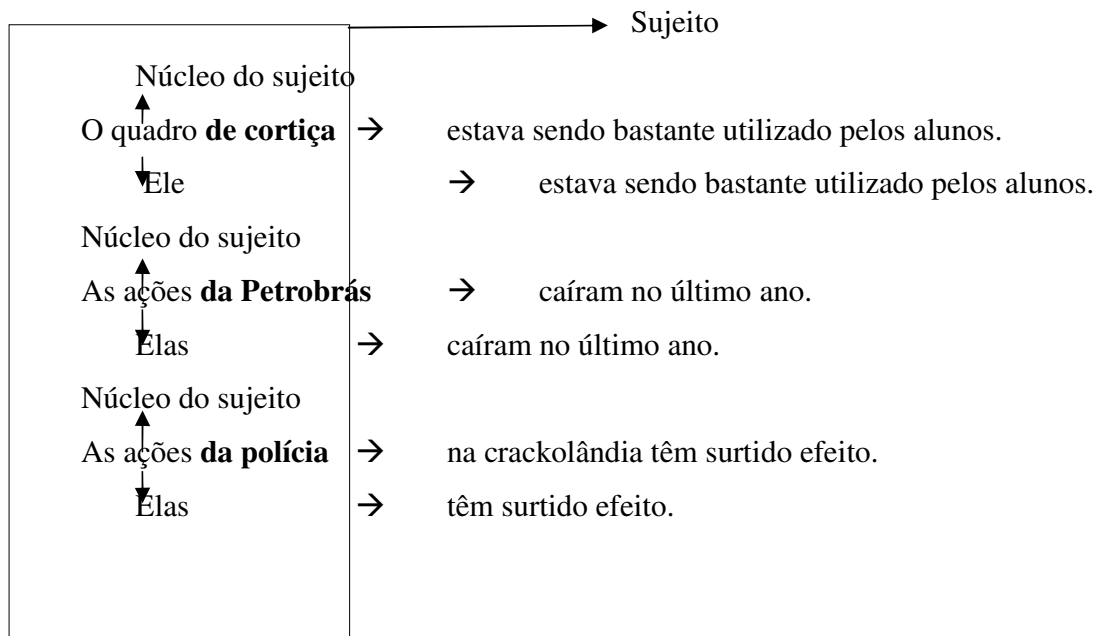 Sujeito
Núcleo do sujeito
O quadro de cortiça → estava sendo bastante utilizado pelos alunos.
Ele → estava sendo bastante utilizado pelos alunos.
Núcleo do sujeito
As ações da Petrobrás → caíram no último ano.
Elas → caíram no último ano.
Núcleo do sujeito
As ações da polícia → na crackolândia têm surtido efeito.
Elas → têm surtido efeito.